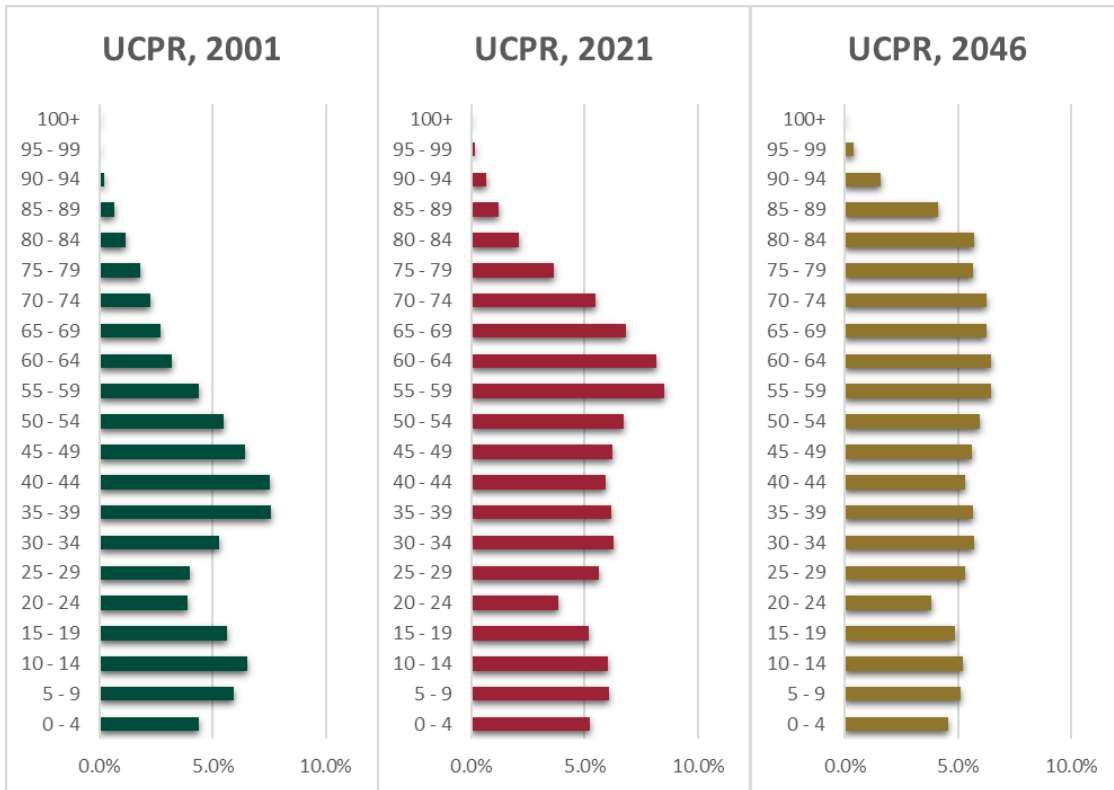 UCPR, 2001
100+
95 - 99
90 - 94
85 - 89
80 - 84
75 - 79
70 - 74
65 - 69
60 - 64
55 - 59
50 - 54
45 - 49
40 - 44
35 - 39
30 - 34
25 - 29
20 - 24
15 - 19
10 - 14
5 - 9
0 - 4
0.0% 5.0% 10.0%
UCPR, 2021
100+
95 - 99
90 - 94
85 - 89
80 - 84
75 - 79
70 - 74
65 - 69
60 - 64
55 - 59
50 - 54
45 - 49
40 - 44
35 - 39
30 - 34
25 - 29
20 - 24
15 - 19
10 - 14
5 - 9
0 - 4
0.0% 5.0% 10.0%
UCPR, 2046
100+
95 - 99
90 - 94
85 - 89
80 - 84
75 - 79
70 - 74
65 - 69
60 - 64
55 - 59
50 - 54
45 - 49
40 - 44
35 - 39
30 - 34
25 - 29
20 - 24
15 - 19
10 - 14
5 - 9
0 - 4
0.0% 5.0% 10.0%